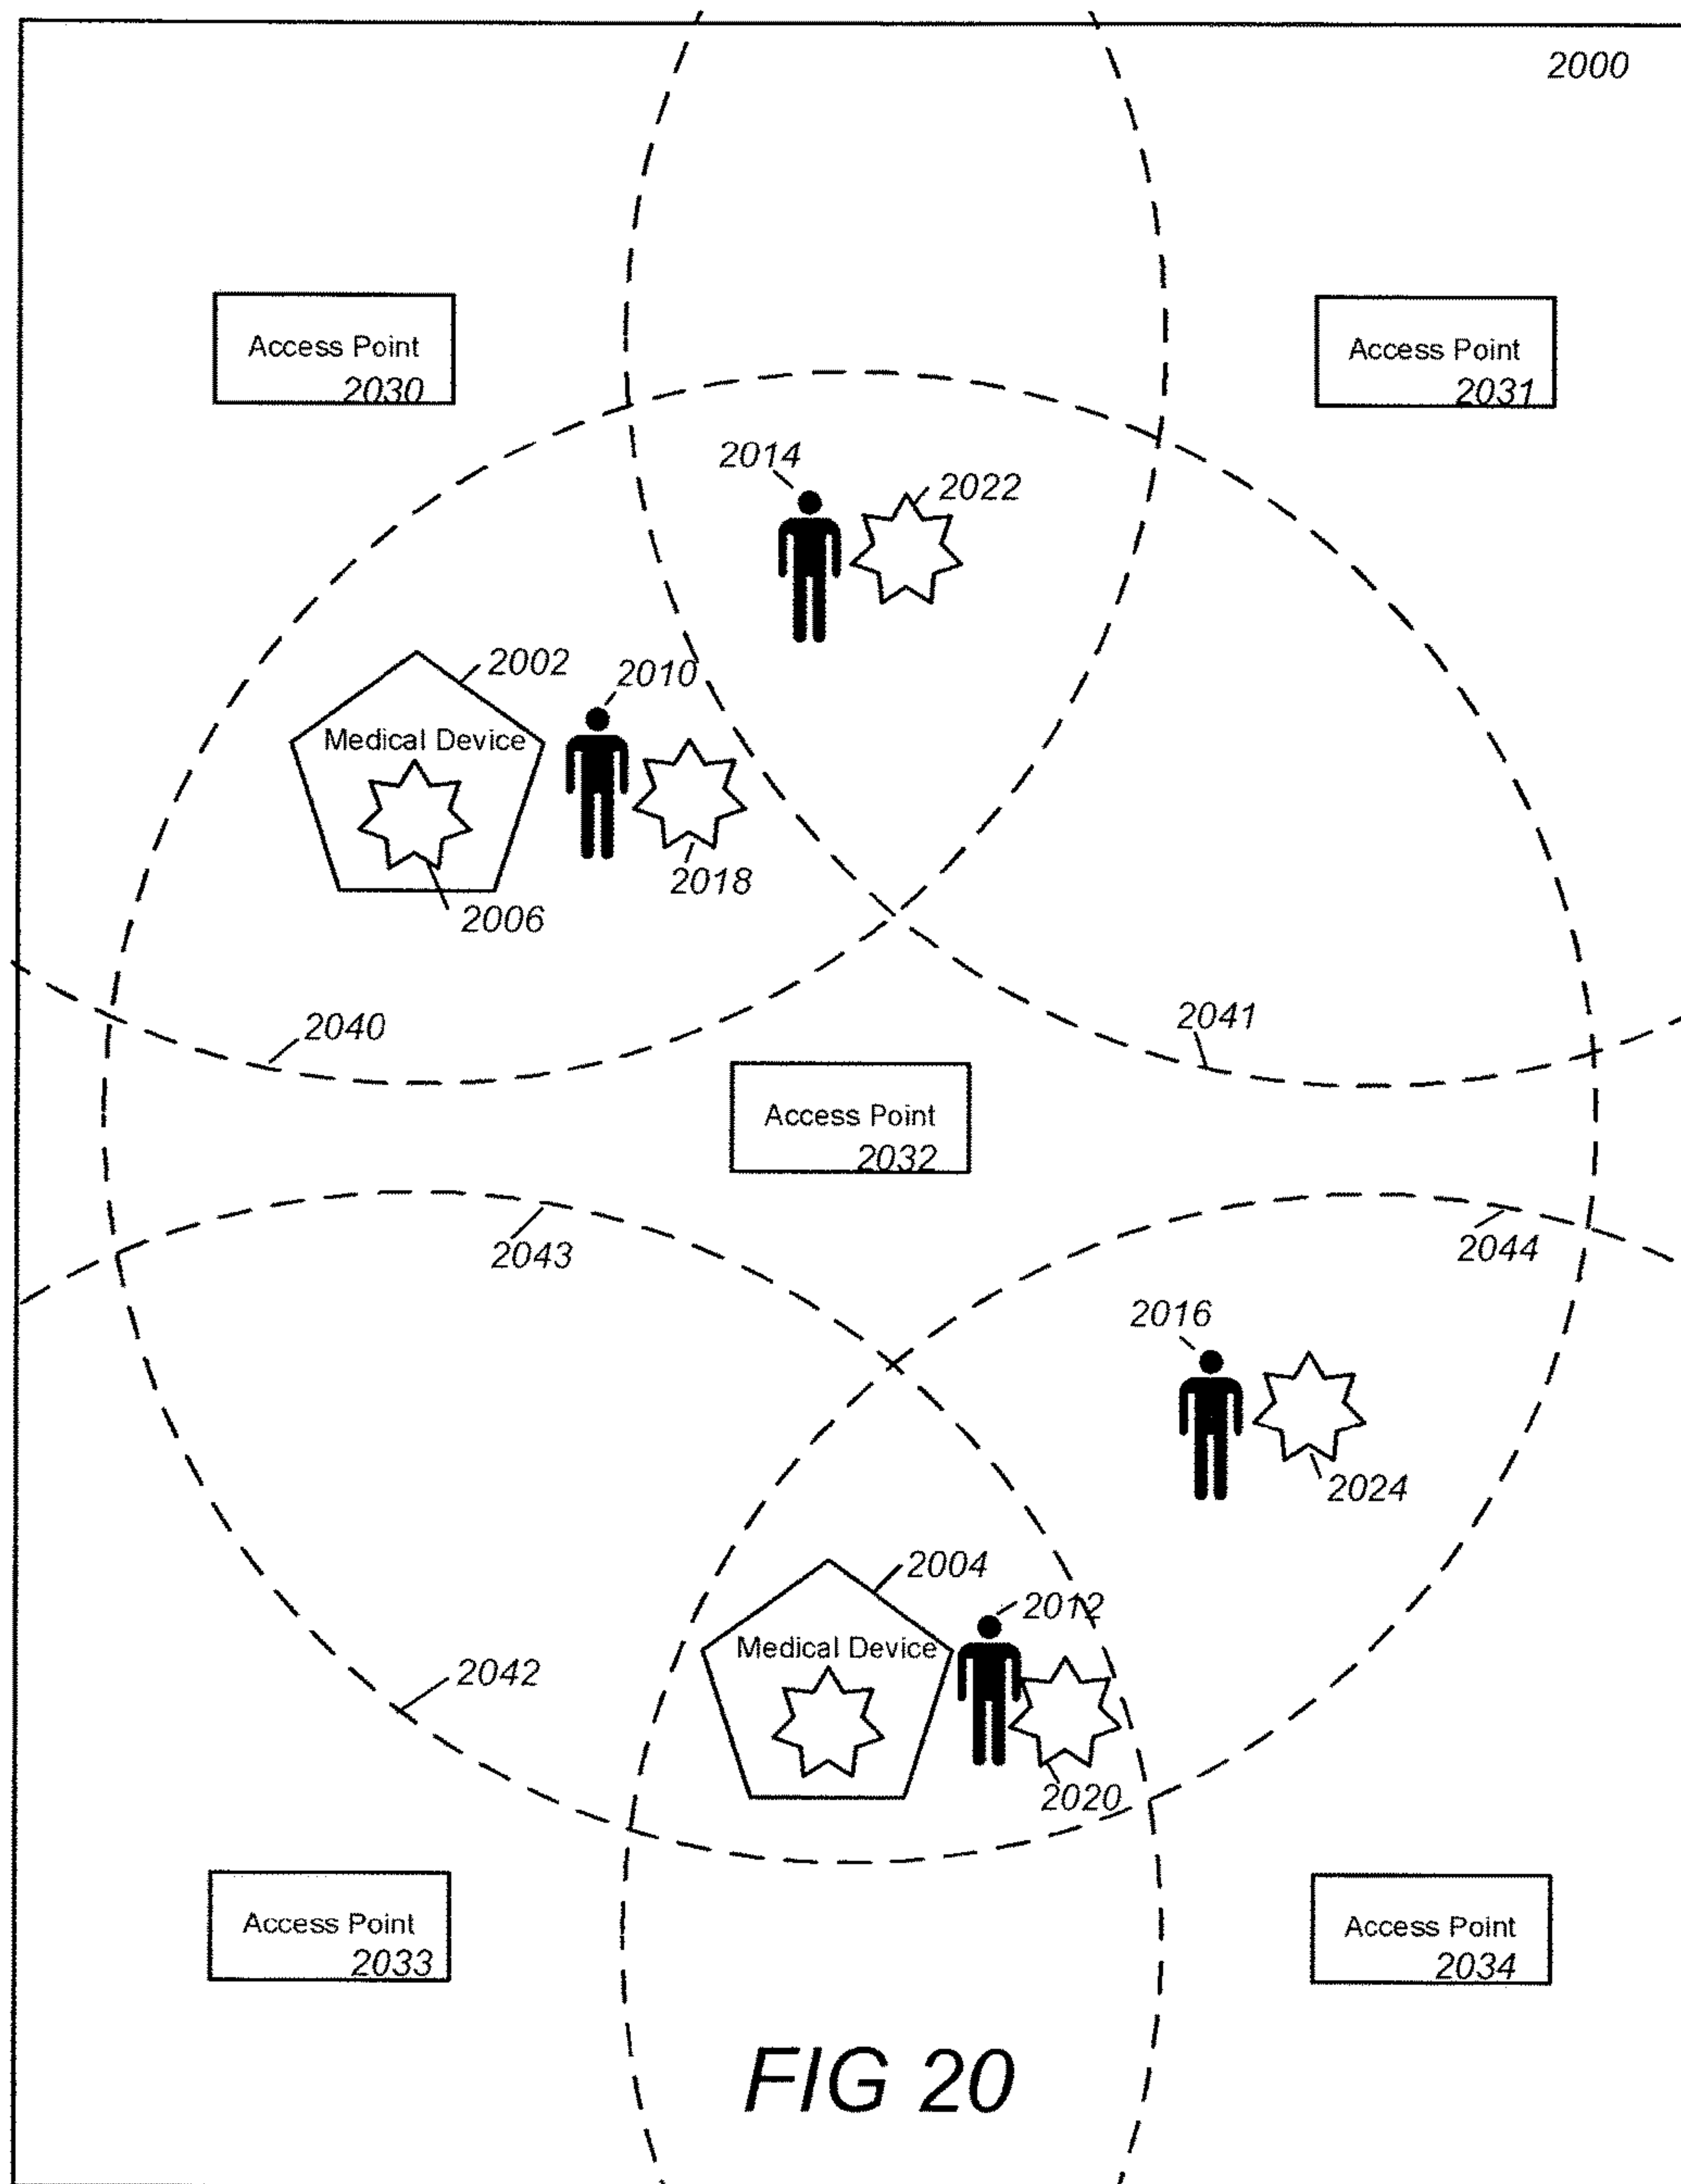 2000
Access Point
2030
Access Point
2031
2014
2022
2002
2010
Medical Device
2018
2006
2040
2041
Access Point
2032
2043
2044
2016
2024
2004
2012
Medical Device
2042
2020
Access Point
2033
Access Point
2034
FIG 20